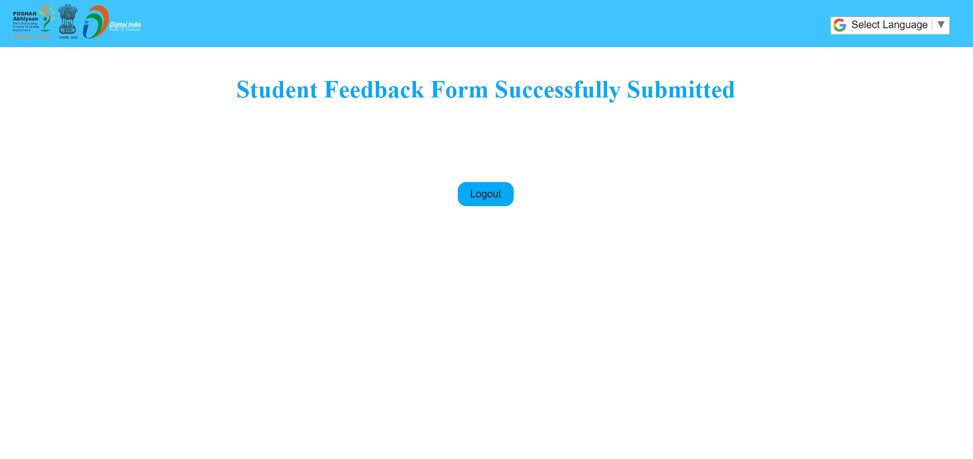 POSHAN
Abhiyaan
Digital India
Select Language ▼
Student Feedback Form Successfully Submitted
Logout